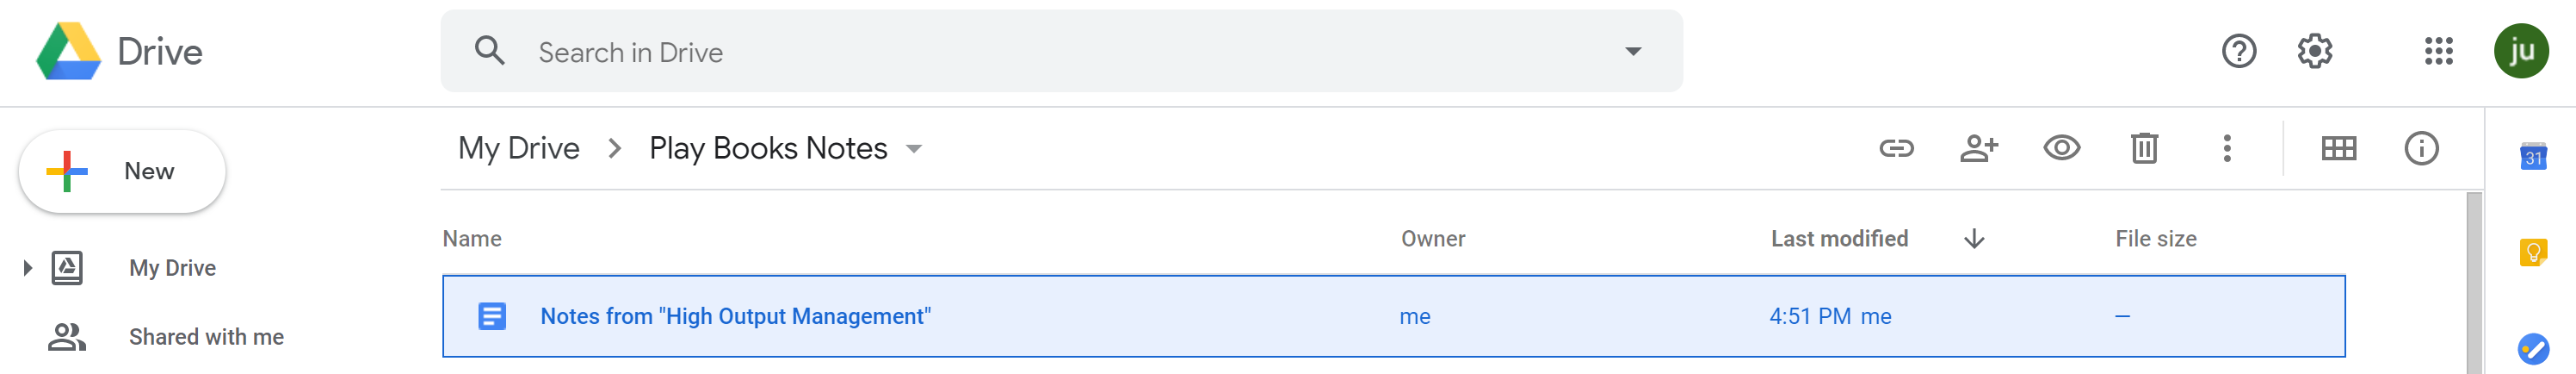 Drive
Search in Drive
ju
New
My Drive
Shared with me
My Drive > Play Books Notes
Name Owner Last modified File size
Notes from "High Output Management" me 4:51 PM me —
31